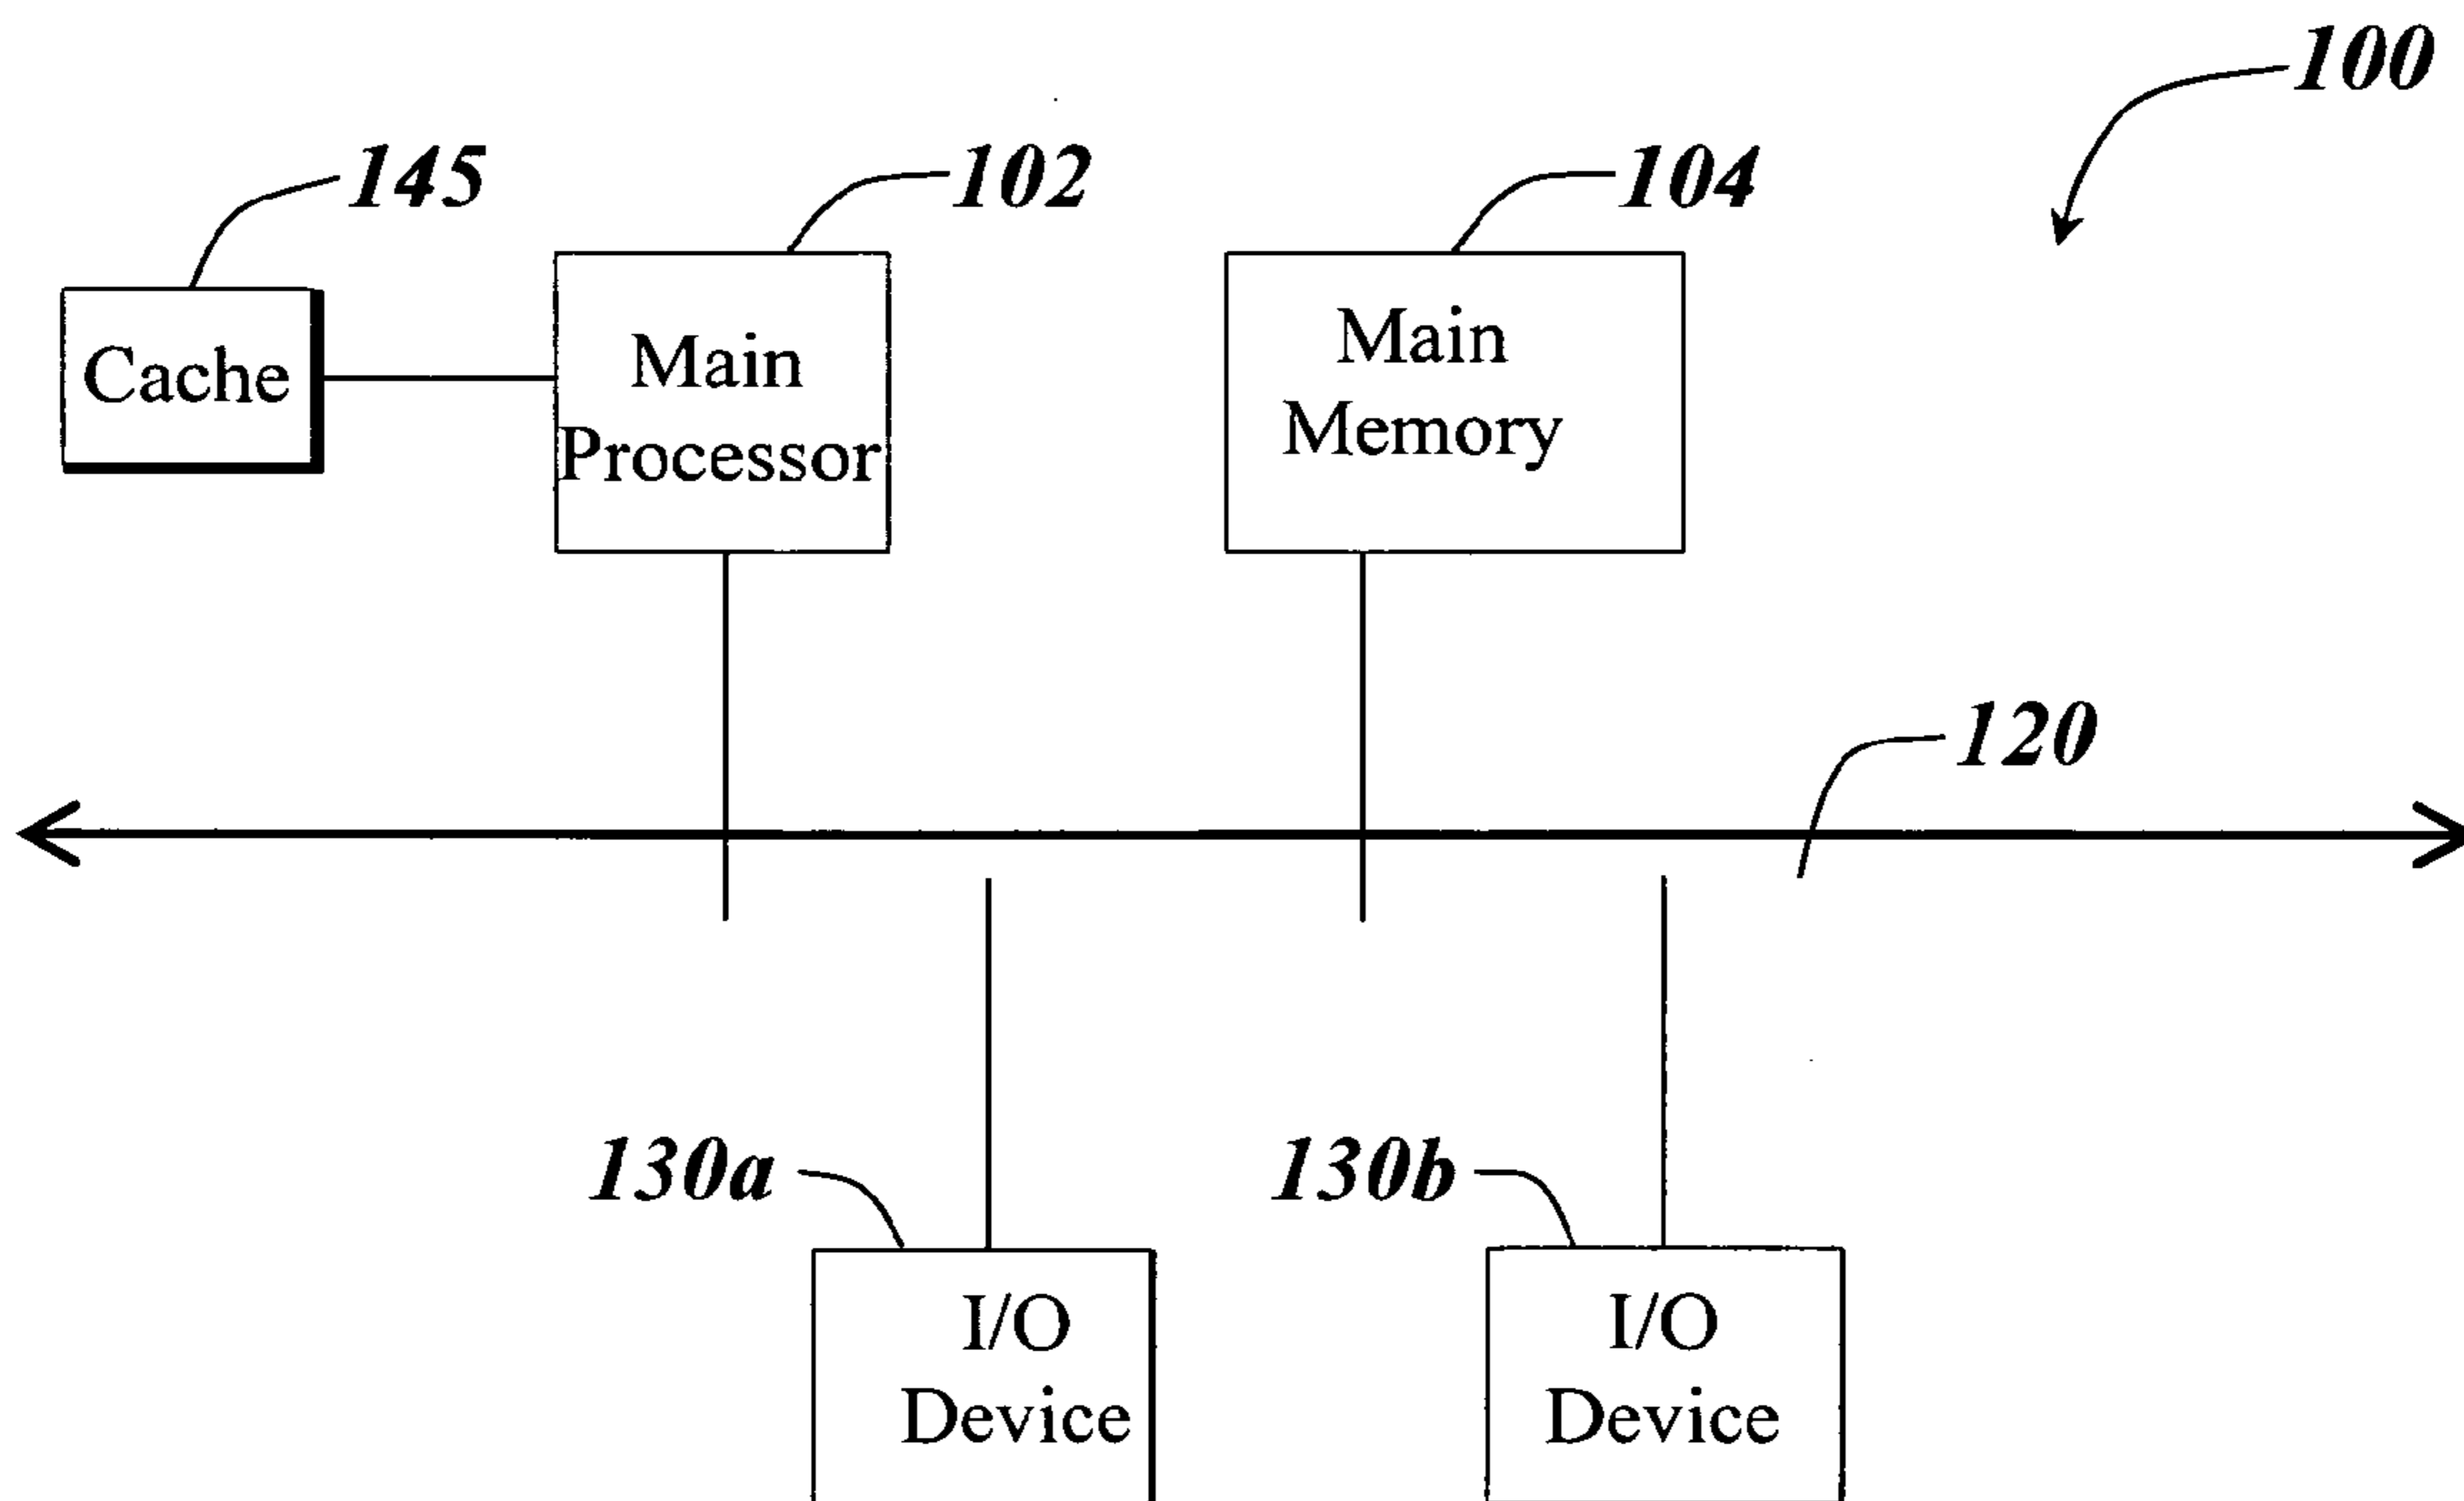 100
145
102
104
Cache
Main
Processor
Main
Memory
120
130a
130b
I/O
Device
I/O
Device